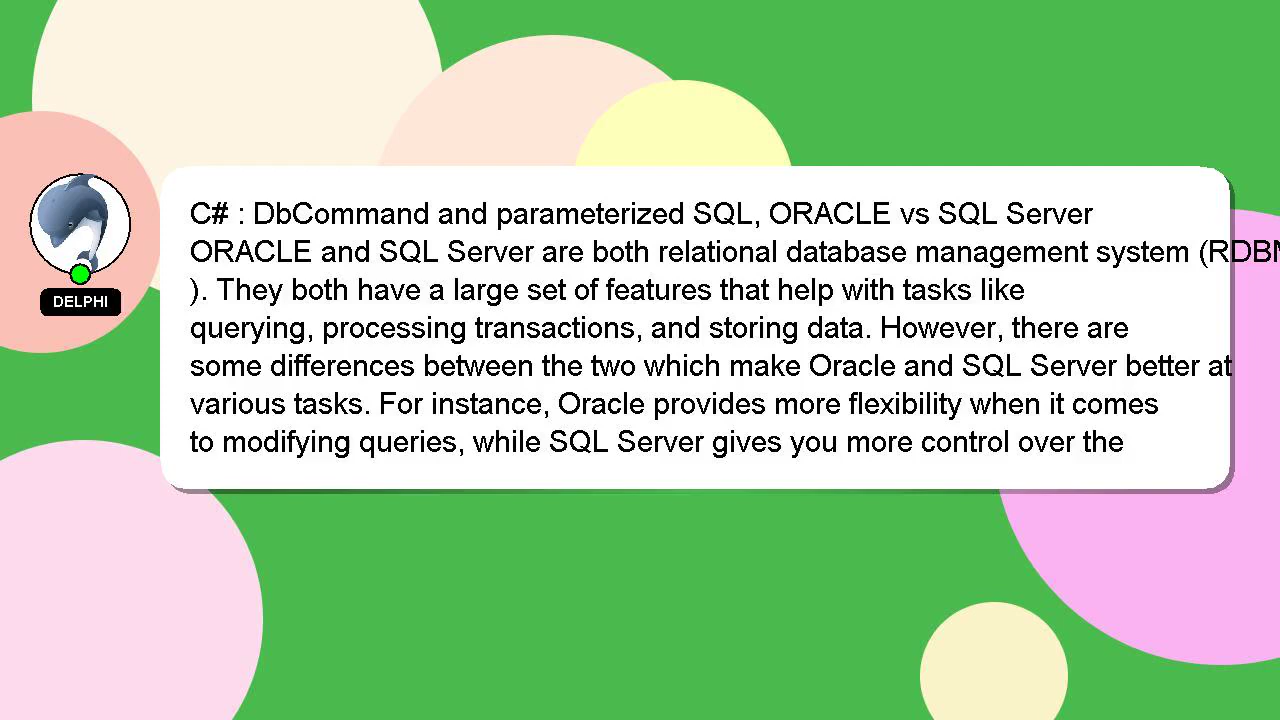 C# : DbCommand and parameterized SQL, ORACLE vs SQL Server
ORACLE and SQL Server are both relational database management system (RDBM
). They both have a large set of features that help with tasks like
querying, processing transactions, and storing data. However, there are
some differences between the two which make Oracle and SQL Server better at
various tasks. For instance, Oracle provides more flexibility when it comes
to modifying queries, while SQL Server gives you more control over the
DELPHI